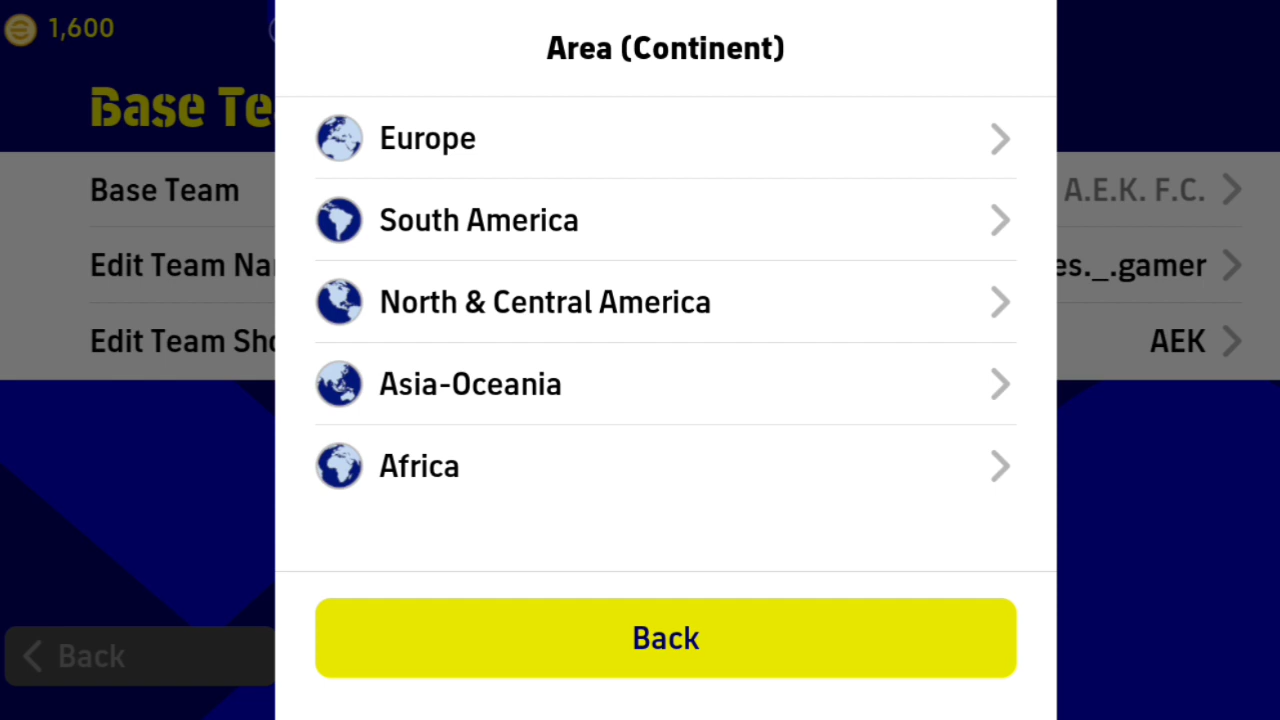 1,600
Area (Continent)
Base Te
Europe
Base Team
A.E.K. F.C.
South America
Edit Team Na
es._.gamer
North & Central America
Edit Team Sho
AEK
Asia-Oceania
Africa
Back
Back